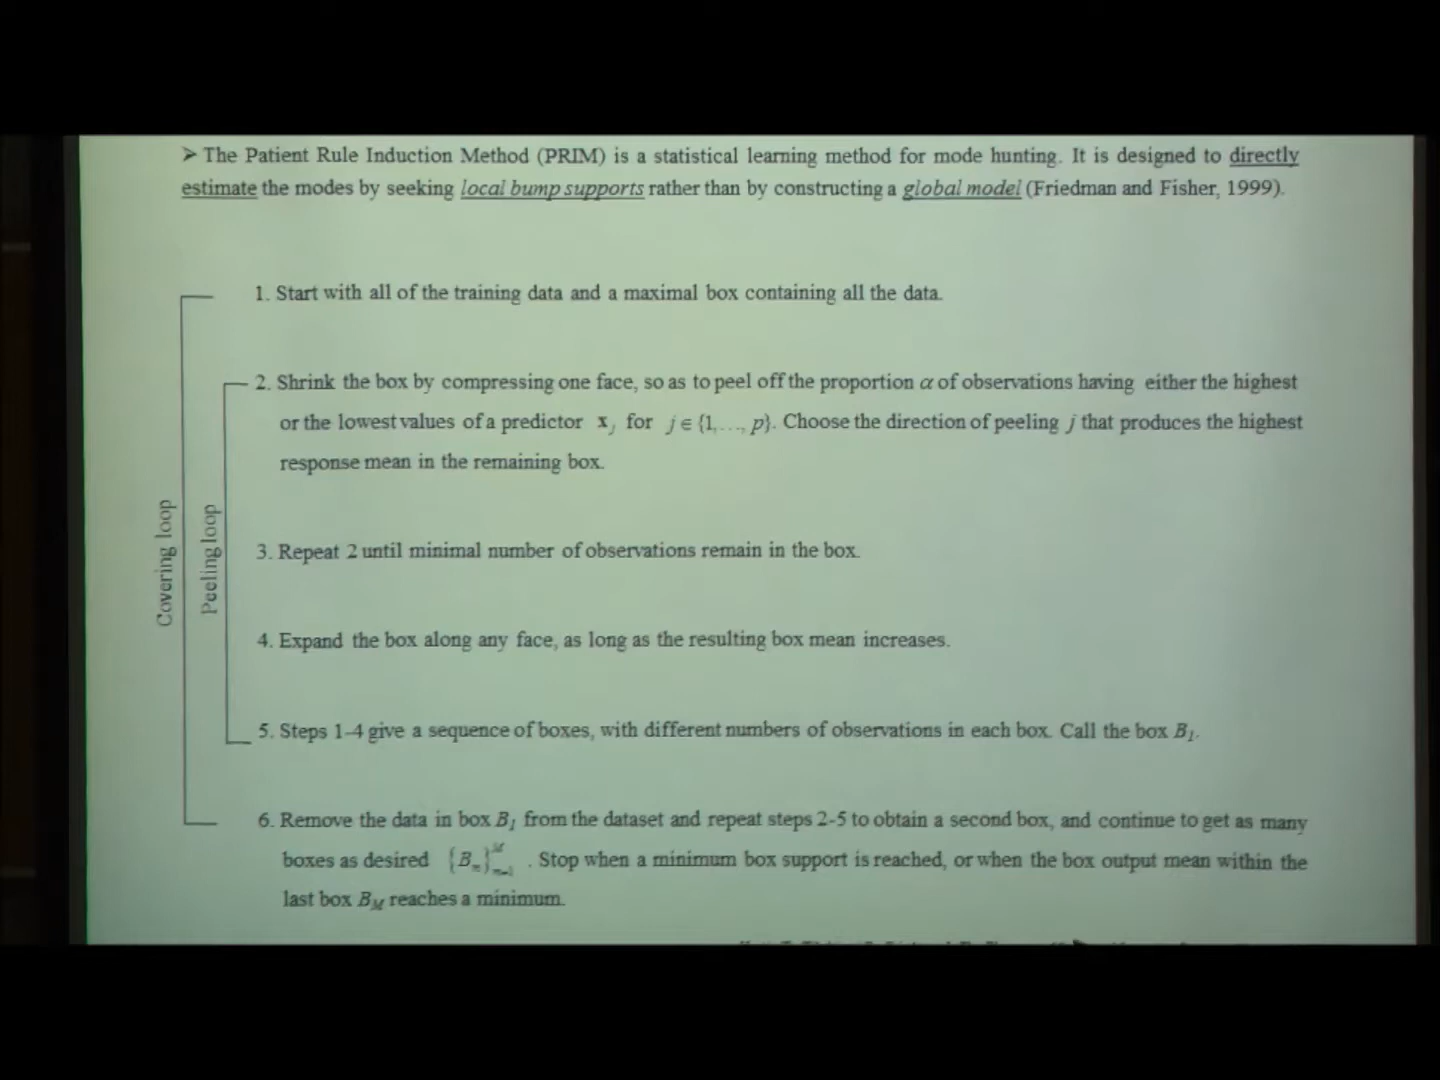 ➢ The Patient Rule Induction Method (PRIM) is a statistical learning method for mode hunting. It is designed to directly
estimate the modes by seeking local bump supports rather than by constructing a global model (Friedman and Fisher, 1999).
1. Start with all of the training data and a maximal box containing all the data.
2. Shrink the box by compressing one face, so as to peel off the proportion α of observations having either the highest
or the lowest values of a predictor x_j for j ∈ {1,…, p}. Choose the direction of peeling j that produces the highest
response mean in the remaining box.
3. Repeat 2 until minimal number of observations remain in the box.
4. Expand the box along any face, as long as the resulting box mean increases.
5. Steps 1-4 give a sequence of boxes, with different numbers of observations in each box. Call the box B_1.
6. Remove the data in box B_1 from the dataset and repeat steps 2-5 to obtain a second box, and continue to get as many
boxes as desired {B_m}_{m=1}^M. Stop when a minimum box support is reached, or when the box output mean within the
last box B_M reaches a minimum.
Covering loop
Peeling loop